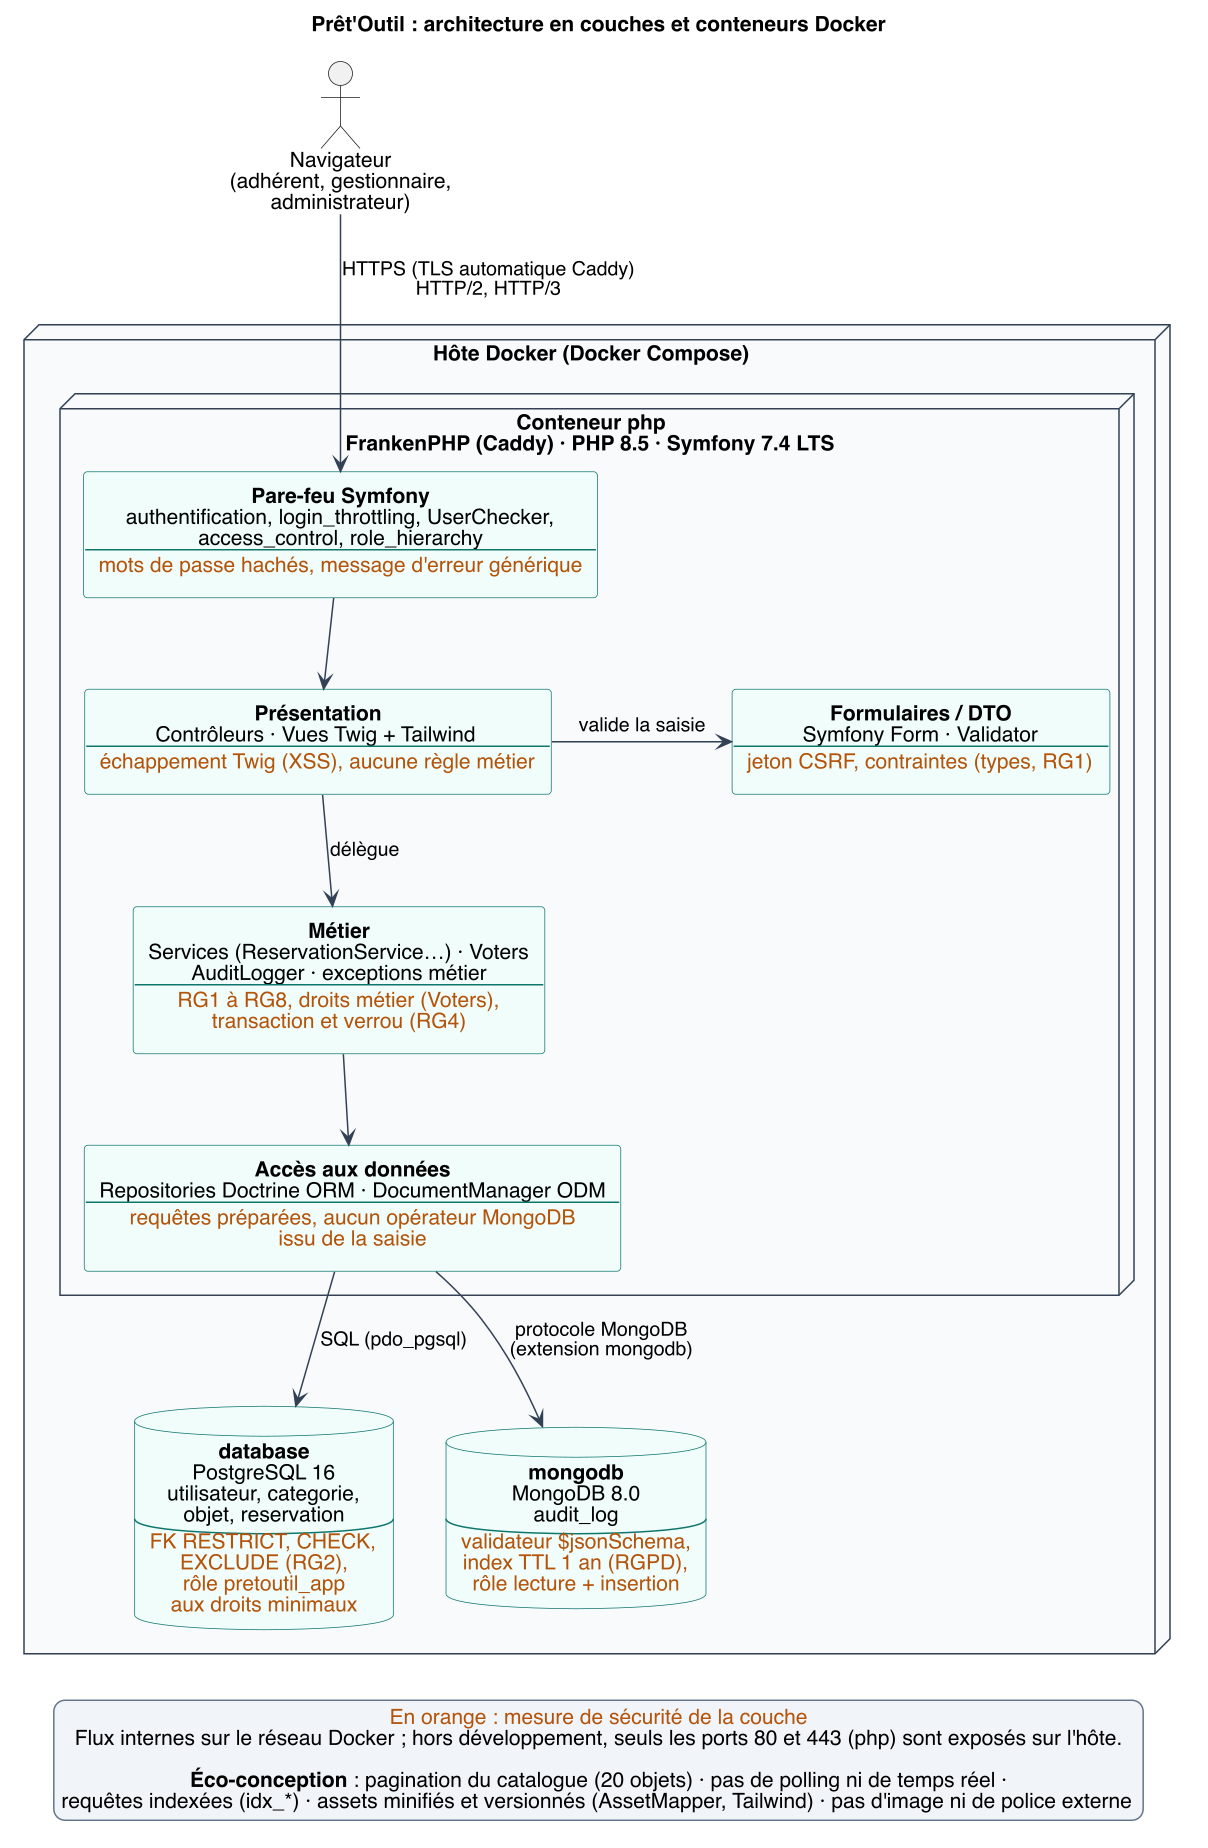 Prêt'Outil : architecture en couches et conteneurs Docker
Navigateur
(adhérent, gestionnaire,
administrateur)
HTTPS (TLS automatique Caddy)
HTTP/2, HTTP/3
Hôte Docker (Docker Compose)
Conteneur php
FrankenPHP (Caddy) · PHP 8.5 · Symfony 7.4 LTS
Pare-feu Symfony
authentification, login_throttling, UserChecker,
access_control, role_hierarchy
mots de passe hachés, message d'erreur générique
Présentation
Contrôleurs · Vues Twig + Tailwind
échappement Twig (XSS), aucune règle métier
valide la saisie
Formulaires / DTO
Symfony Form · Validator
jeton CSRF, contraintes (types, RG1)
délègue
Métier
Services (ReservationService…) · Voters
AuditLogger · exceptions métier
RG1 à RG8, droits métier (Voters),
transaction et verrou (RG4)
Accès aux données
Repositories Doctrine ORM · DocumentManager ODM
requêtes préparées, aucun opérateur MongoDB
issu de la saisie
SQL (pdo_pgsql)
protocole MongoDB
(extension mongodb)
database
PostgreSQL 16
utilisateur, categorie,
objet, reservation
FK RESTRICT, CHECK,
EXCLUDE (RG2),
rôle pretoutil_app
aux droits minimaux
mongodb
MongoDB 8.0
audit_log
validateur $jsonSchema,
index TTL 1 an (RGPD),
rôle lecture + insertion
En orange : mesure de sécurité de la couche
Flux internes sur le réseau Docker ; hors développement, seuls les ports 80 et 443 (php) sont exposés sur l'hôte.
Éco-conception : pagination du catalogue (20 objets) · pas de polling ni de temps réel ·
requêtes indexées (idx_*) · assets minifiés et versionnés (AssetMapper, Tailwind) · pas d'image ni de police externe